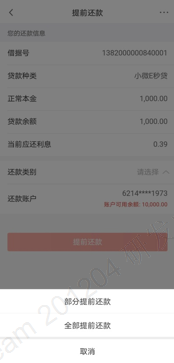 提前还款
您的还款信息
借据号 1382000000840001
贷款种类 小微E秒贷
正常本金 1,000.00
贷款余额 1,000.00
当前应还利息 0.39
还款类别 请选择
还款账户 6214****1973
账户可用余额: 10,000.00
提前还款
部分提前还款
全部提前还款
取消